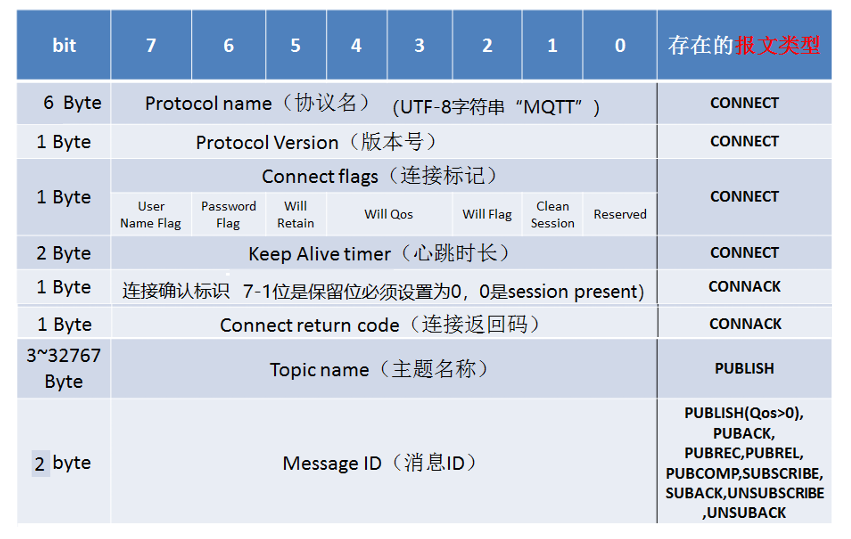 bit 7 6 5 4 3 2 1 0 存在的报文类型
6 Byte Protocol name（协议名） (UTF-8字符串“MQTT”) CONNECT
1 Byte Protocol Version（版本号） CONNECT
1 Byte Connect flags（连接标记） CONNECT
User Name Flag Password Flag Will Retain Will Qos Will Flag Clean Session Reserved
2 Byte Keep Alive timer（心跳时长） CONNECT
1 Byte 连接确认标识 7-1位是保留位必须设置为0，0是session present) CONNACK
1 Byte Connect return code（连接返回码） CONNACK
3~32767 Byte Topic name（主题名称） PUBLISH
2 byte Message ID（消息ID）
PUBLISH(Qos>0),
PUBACK,
PUBREC,PUBREL,
PUBCOMP,SUBSCRIBE,
SUBACK,UNSUBSCRIBE
,UNSUBACK